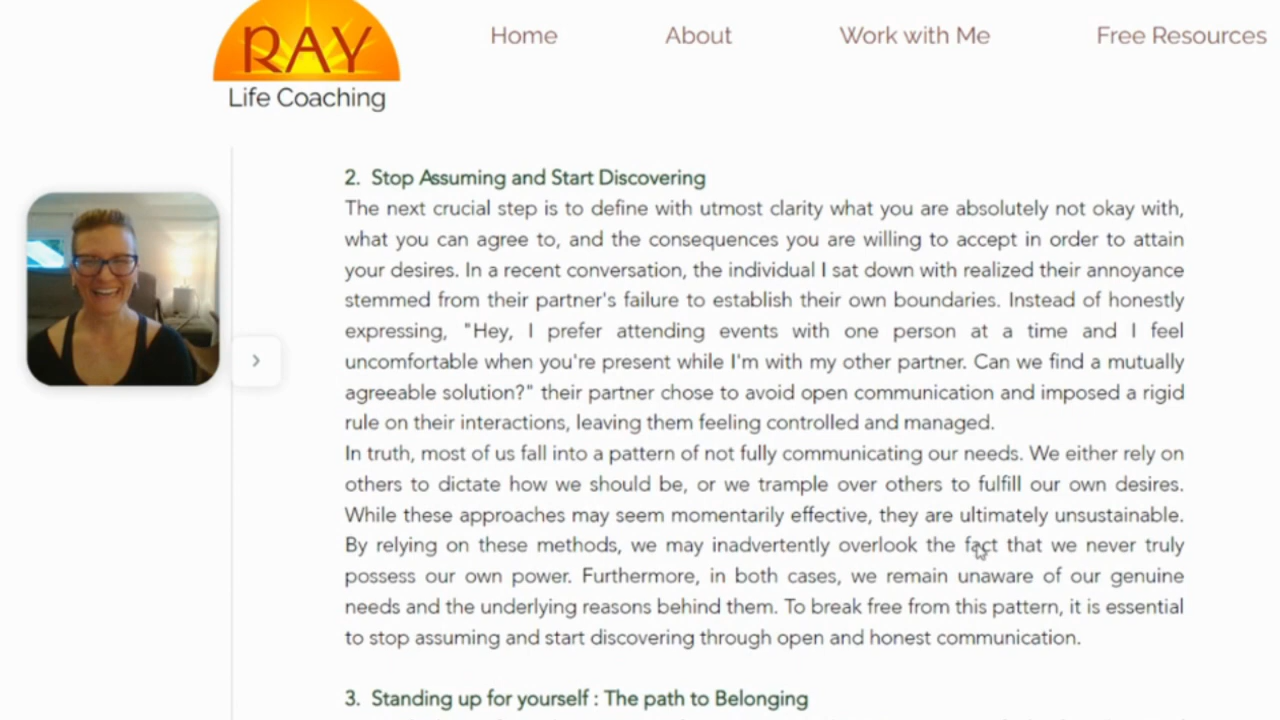 RAY
Life Coaching
Home About Work with Me Free Resources
2. Stop Assuming and Start Discovering
The next crucial step is to define with utmost clarity what you are absolutely not okay with,
what you can agree to, and the consequences you are willing to accept in order to attain
your desires. In a recent conversation, the individual I sat down with realized their annoyance
stemmed from their partner's failure to establish their own boundaries. Instead of honestly
expressing, "Hey, I prefer attending events with one person at a time and I feel
uncomfortable when you're present while I'm with my other partner. Can we find a mutually
agreeable solution?" their partner chose to avoid open communication and imposed a rigid
rule on their interactions, leaving them feeling controlled and managed.
In truth, most of us fall into a pattern of not fully communicating our needs. We either rely on
others to dictate how we should be, or we trample over others to fulfill our own desires.
While these approaches may seem momentarily effective, they are ultimately unsustainable.
By relying on these methods, we may inadvertently overlook the fact that we never truly
possess our own power. Furthermore, in both cases, we remain unaware of our genuine
needs and the underlying reasons behind them. To break free from this pattern, it is essential
to stop assuming and start discovering through open and honest communication.
3. Standing up for yourself : The path to Belonging